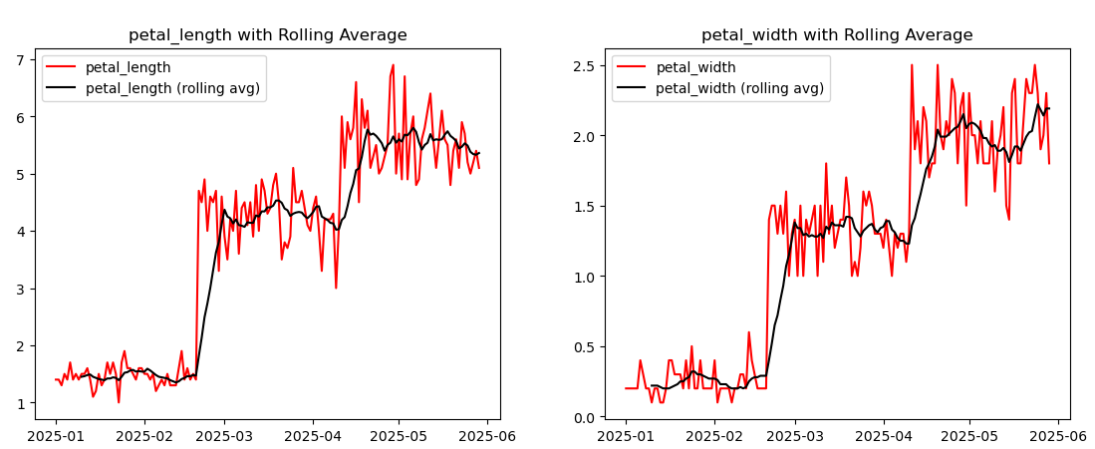 petal_length with Rolling Average
petal_length
petal_length (rolling avg)
7
6
5
4
3
2
1
2025-01 2025-02 2025-03 2025-04 2025-05 2025-06
petal_width with Rolling Average
petal_width
petal_width (rolling avg)
2.5
2.0
1.5
1.0
0.5
0.0
2025-01 2025-02 2025-03 2025-04 2025-05 2025-06